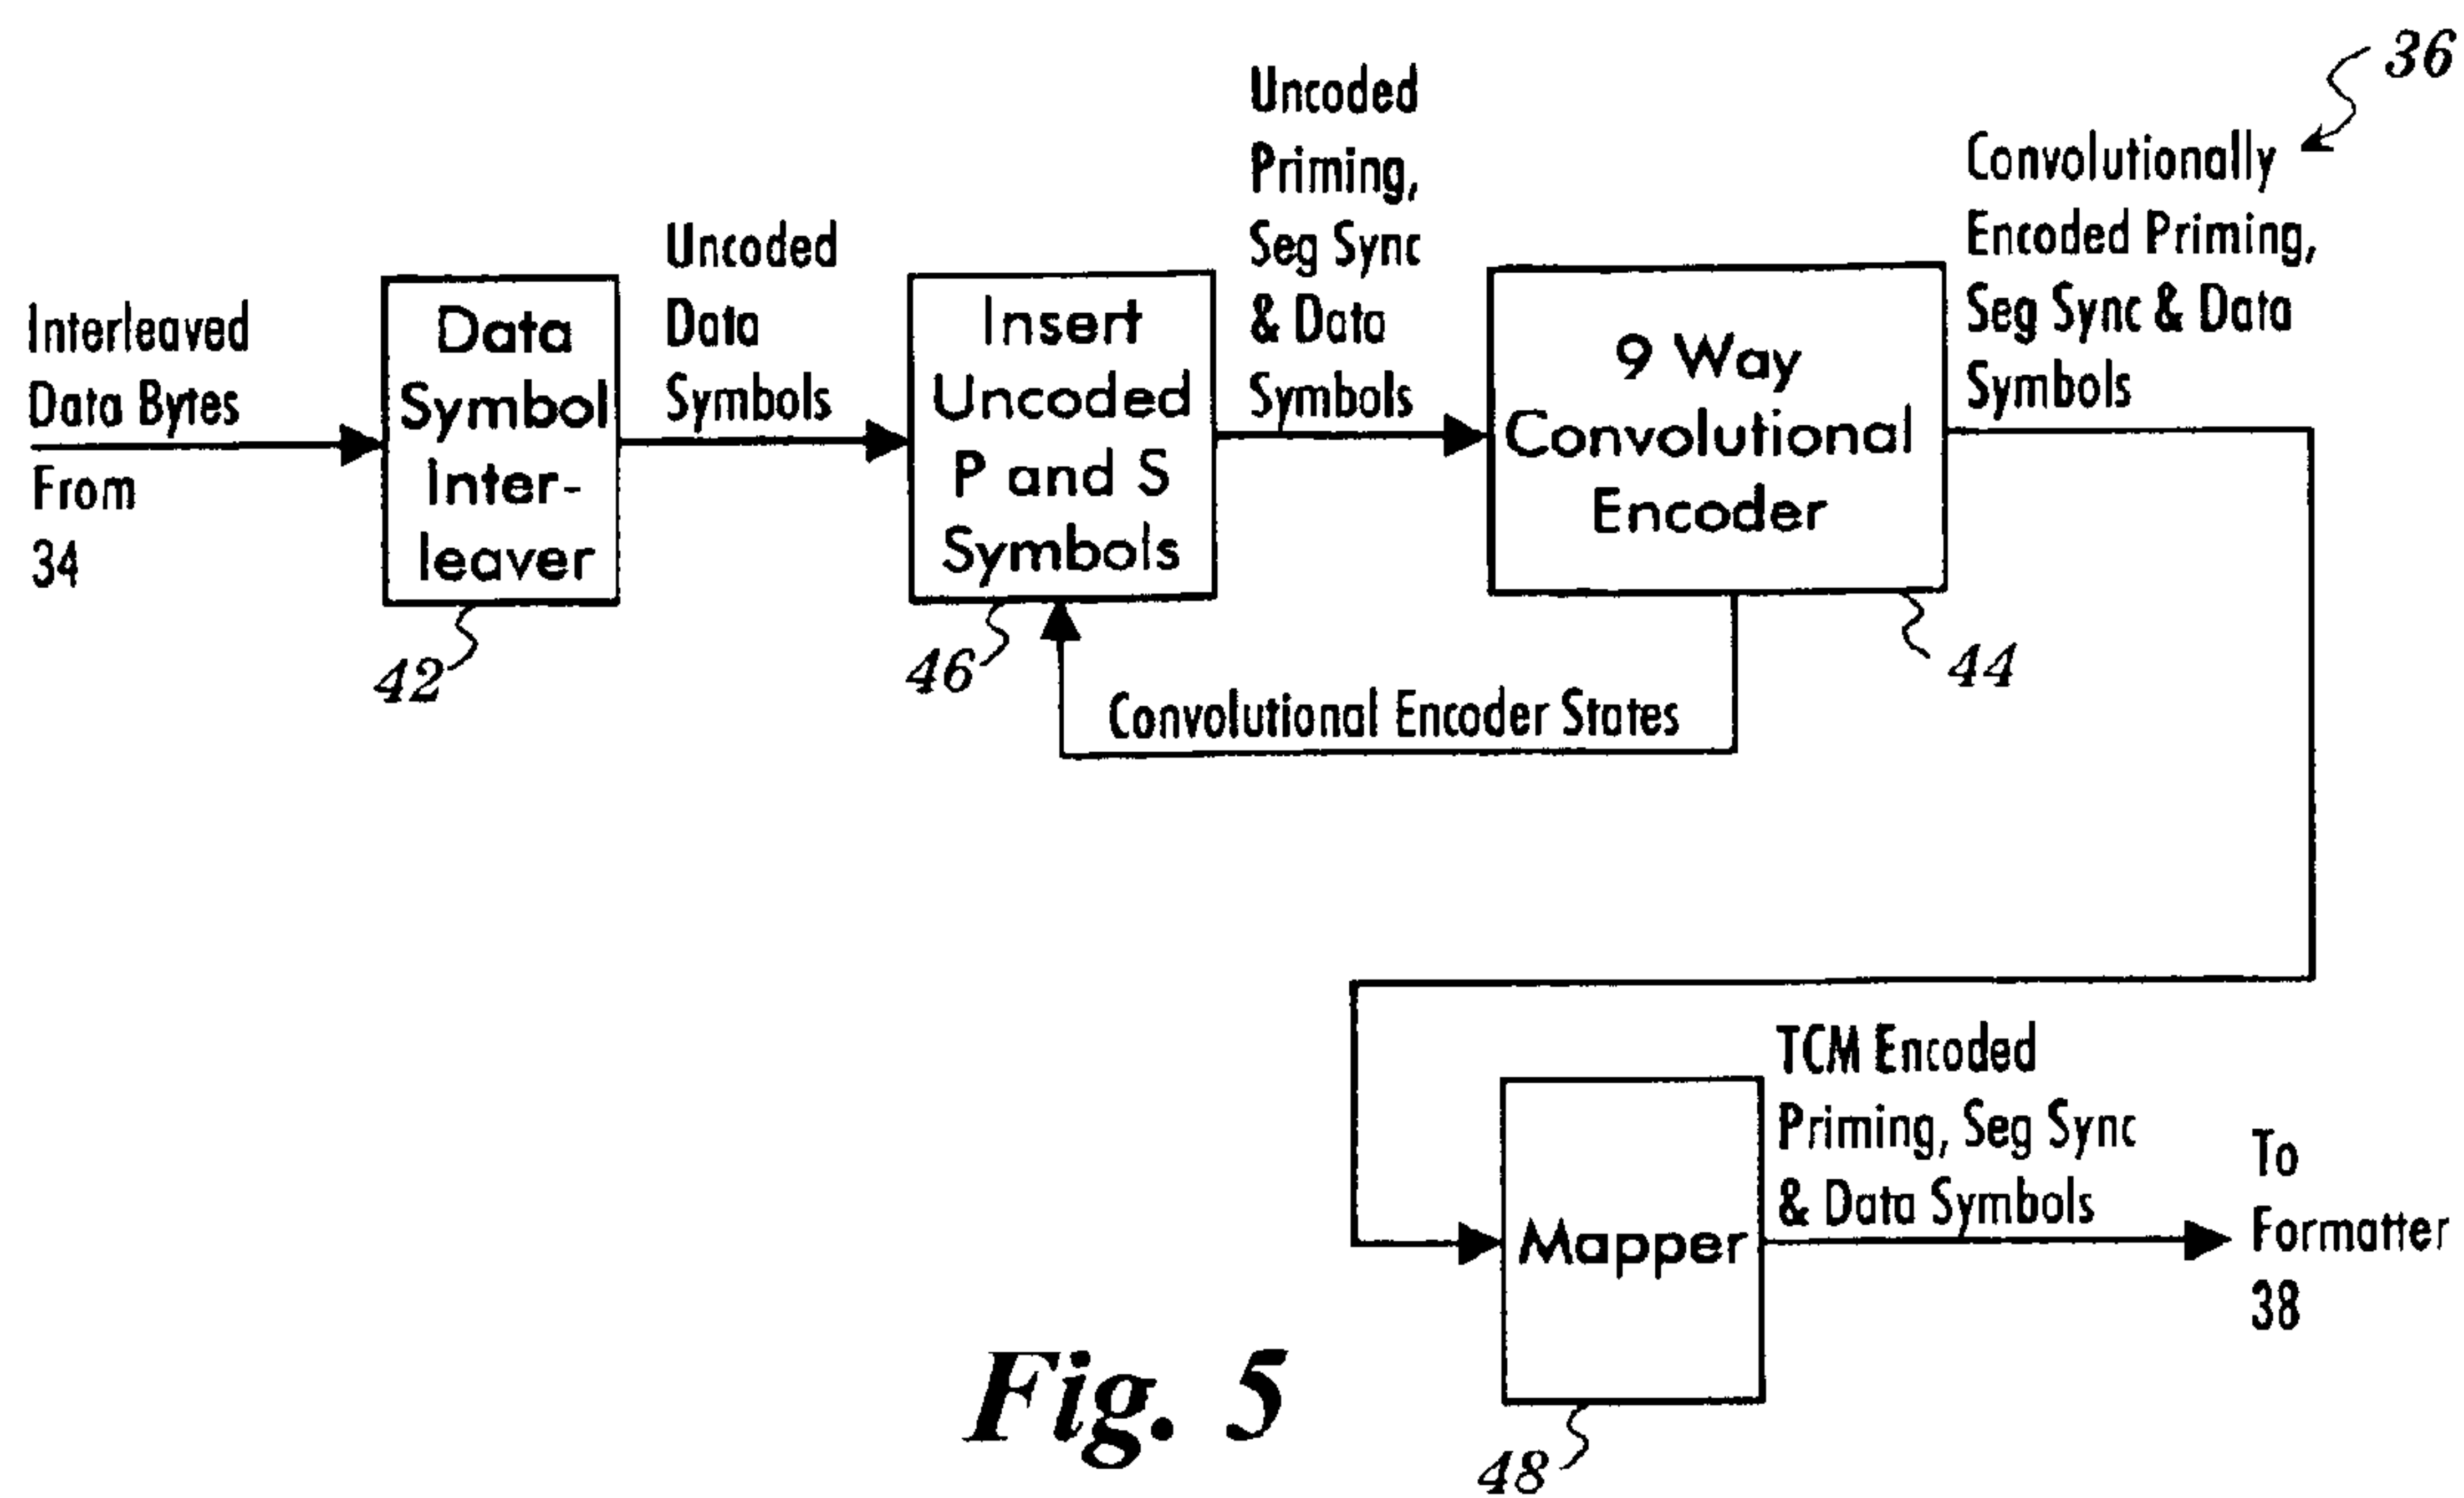 36
Interleaved
Data Bytes
From
34
Data
Symbol
Inter-
leaver
42
Uncoded
Data
Symbols
Insert
Uncoded
P and S
Symbols
46
Uncoded
Priming,
Seg Sync
& Data
Symbols
9 Way
Convolutional
Encoder
44
Convolutional Encoder States
Convolutionally
Encoded Priming,
Seg Sync & Data
Symbols
Mapper
48
TCM Encoded
Priming, Seg Sync
& Data Symbols
To
Formatter
38
Fig. 5